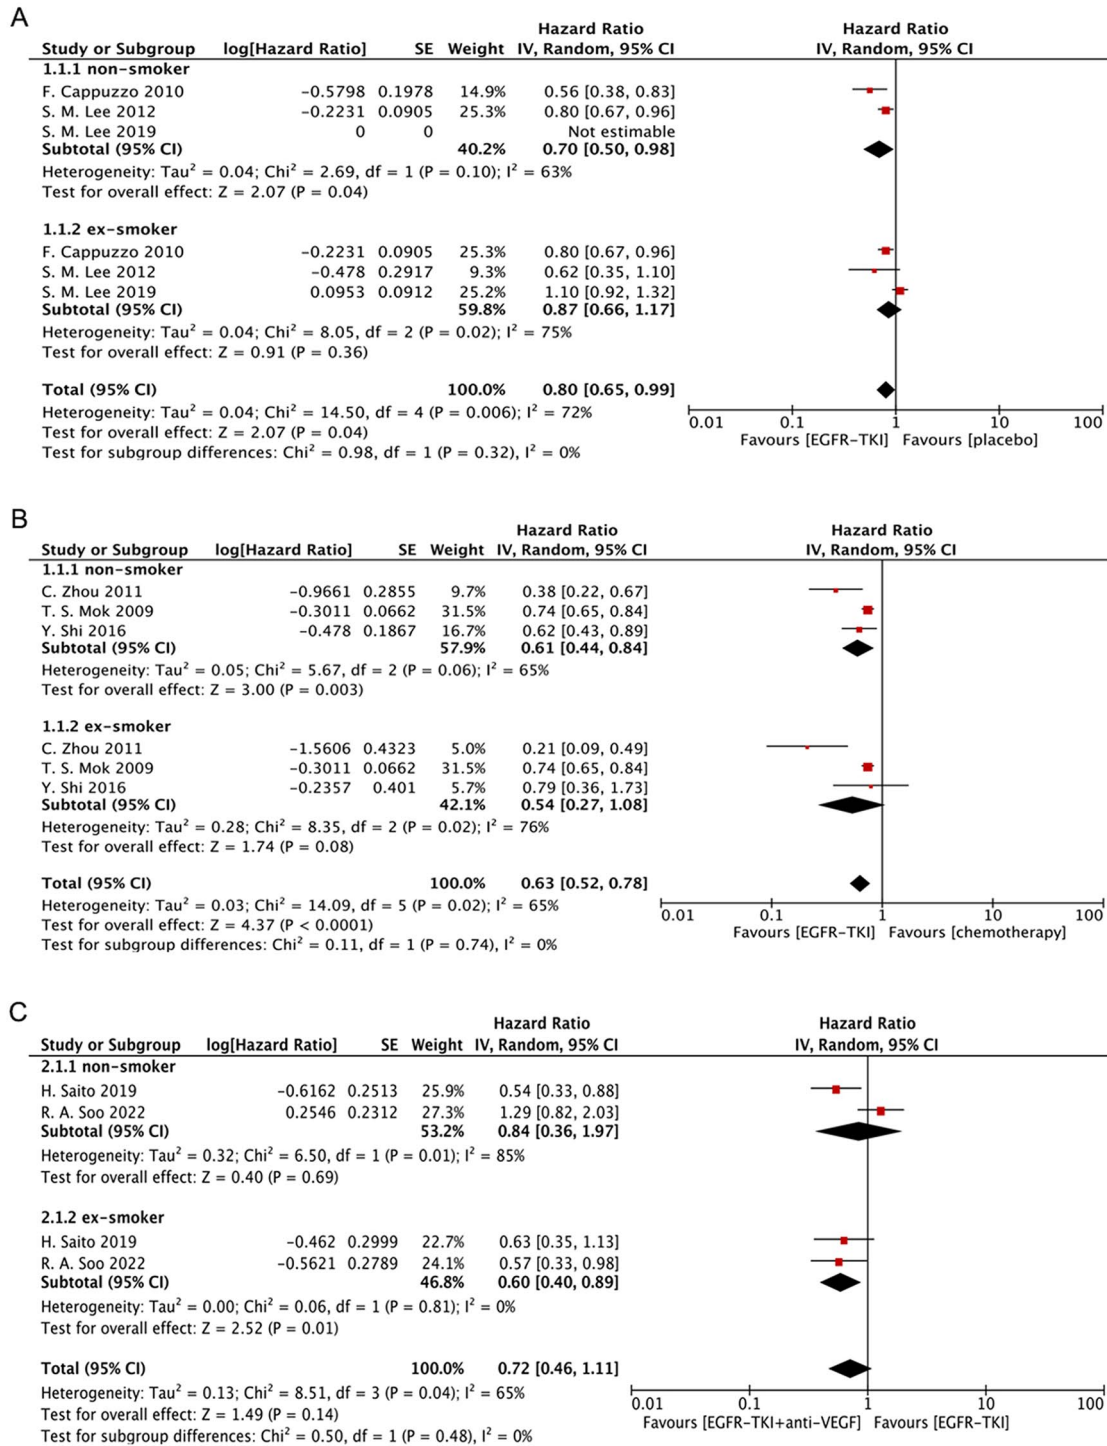 A
Hazard Ratio Hazard Ratio
Study or Subgroup log[Hazard Ratio] SE Weight IV, Random, 95% CI IV, Random, 95% CI
1.1.1 non-smoker
F. Cappuzzo 2010 −0.5798 0.1978 14.9% 0.56 [0.38, 0.83]
S. M. Lee 2012 −0.2231 0.0905 25.3% 0.80 [0.67, 0.96]
S. M. Lee 2019 0 0 Not estimable
Subtotal (95% CI) 40.2% 0.70 [0.50, 0.98]
Heterogeneity: Tau² = 0.04; Chi² = 2.69, df = 1 (P = 0.10); I² = 63%
Test for overall effect: Z = 2.07 (P = 0.04)
1.1.2 ex-smoker
F. Cappuzzo 2010 −0.2231 0.0905 25.3% 0.80 [0.67, 0.96]
S. M. Lee 2012 −0.478 0.2917 9.3% 0.62 [0.35, 1.10]
S. M. Lee 2019 0.0953 0.0912 25.2% 1.10 [0.92, 1.32]
Subtotal (95% CI) 59.8% 0.87 [0.66, 1.17]
Heterogeneity: Tau² = 0.04; Chi² = 8.05, df = 2 (P = 0.02); I² = 75%
Test for overall effect: Z = 0.91 (P = 0.36)
Total (95% CI) 100.0% 0.80 [0.65, 0.99]
Heterogeneity: Tau² = 0.04; Chi² = 14.50, df = 4 (P = 0.006); I² = 72%
Test for overall effect: Z = 2.07 (P = 0.04)
Test for subgroup differences: Chi² = 0.98, df = 1 (P = 0.32), I² = 0%
0.01 0.1 1 10 100
Favours [EGFR-TKI] Favours [placebo]
B
Hazard Ratio Hazard Ratio
Study or Subgroup log[Hazard Ratio] SE Weight IV, Random, 95% CI IV, Random, 95% CI
1.1.1 non-smoker
C. Zhou 2011 −0.9661 0.2855 9.7% 0.38 [0.22, 0.67]
T. S. Mok 2009 −0.3011 0.0662 31.5% 0.74 [0.65, 0.84]
Y. Shi 2016 −0.478 0.1867 16.7% 0.62 [0.43, 0.89]
Subtotal (95% CI) 57.9% 0.61 [0.44, 0.84]
Heterogeneity: Tau² = 0.05; Chi² = 5.67, df = 2 (P = 0.06); I² = 65%
Test for overall effect: Z = 3.00 (P = 0.003)
1.1.2 ex-smoker
C. Zhou 2011 −1.5606 0.4323 5.0% 0.21 [0.09, 0.49]
T. S. Mok 2009 −0.3011 0.0662 31.5% 0.74 [0.65, 0.84]
Y. Shi 2016 −0.2357 0.401 5.7% 0.79 [0.36, 1.73]
Subtotal (95% CI) 42.1% 0.54 [0.27, 1.08]
Heterogeneity: Tau² = 0.28; Chi² = 8.35, df = 2 (P = 0.02); I² = 76%
Test for overall effect: Z = 1.74 (P = 0.08)
Total (95% CI) 100.0% 0.63 [0.52, 0.78]
Heterogeneity: Tau² = 0.03; Chi² = 14.09, df = 5 (P = 0.02); I² = 65%
Test for overall effect: Z = 4.37 (P < 0.0001)
Test for subgroup differences: Chi² = 0.11, df = 1 (P = 0.74), I² = 0%
0.01 0.1 1 10 100
Favours [EGFR-TKI] Favours [chemotherapy]
C
Hazard Ratio Hazard Ratio
Study or Subgroup log[Hazard Ratio] SE Weight IV, Random, 95% CI IV, Random, 95% CI
2.1.1 non-smoker
H. Saito 2019 −0.6162 0.2513 25.9% 0.54 [0.33, 0.88]
R. A. Soo 2022 0.2546 0.2312 27.3% 1.29 [0.82, 2.03]
Subtotal (95% CI) 53.2% 0.84 [0.36, 1.97]
Heterogeneity: Tau² = 0.32; Chi² = 6.50, df = 1 (P = 0.01); I² = 85%
Test for overall effect: Z = 0.40 (P = 0.69)
2.1.2 ex-smoker
H. Saito 2019 −0.462 0.2999 22.7% 0.63 [0.35, 1.13]
R. A. Soo 2022 −0.5621 0.2789 24.1% 0.57 [0.33, 0.98]
Subtotal (95% CI) 46.8% 0.60 [0.40, 0.89]
Heterogeneity: Tau² = 0.00; Chi² = 0.06, df = 1 (P = 0.81); I² = 0%
Test for overall effect: Z = 2.52 (P = 0.01)
Total (95% CI) 100.0% 0.72 [0.46, 1.11]
Heterogeneity: Tau² = 0.13; Chi² = 8.51, df = 3 (P = 0.04); I² = 65%
Test for overall effect: Z = 1.49 (P = 0.14)
Test for subgroup differences: Chi² = 0.50, df = 1 (P = 0.48), I² = 0%
0.01 0.1 1 10 100
Favours [EGFR-TKI+anti-VEGF] Favours [EGFR-TKI]